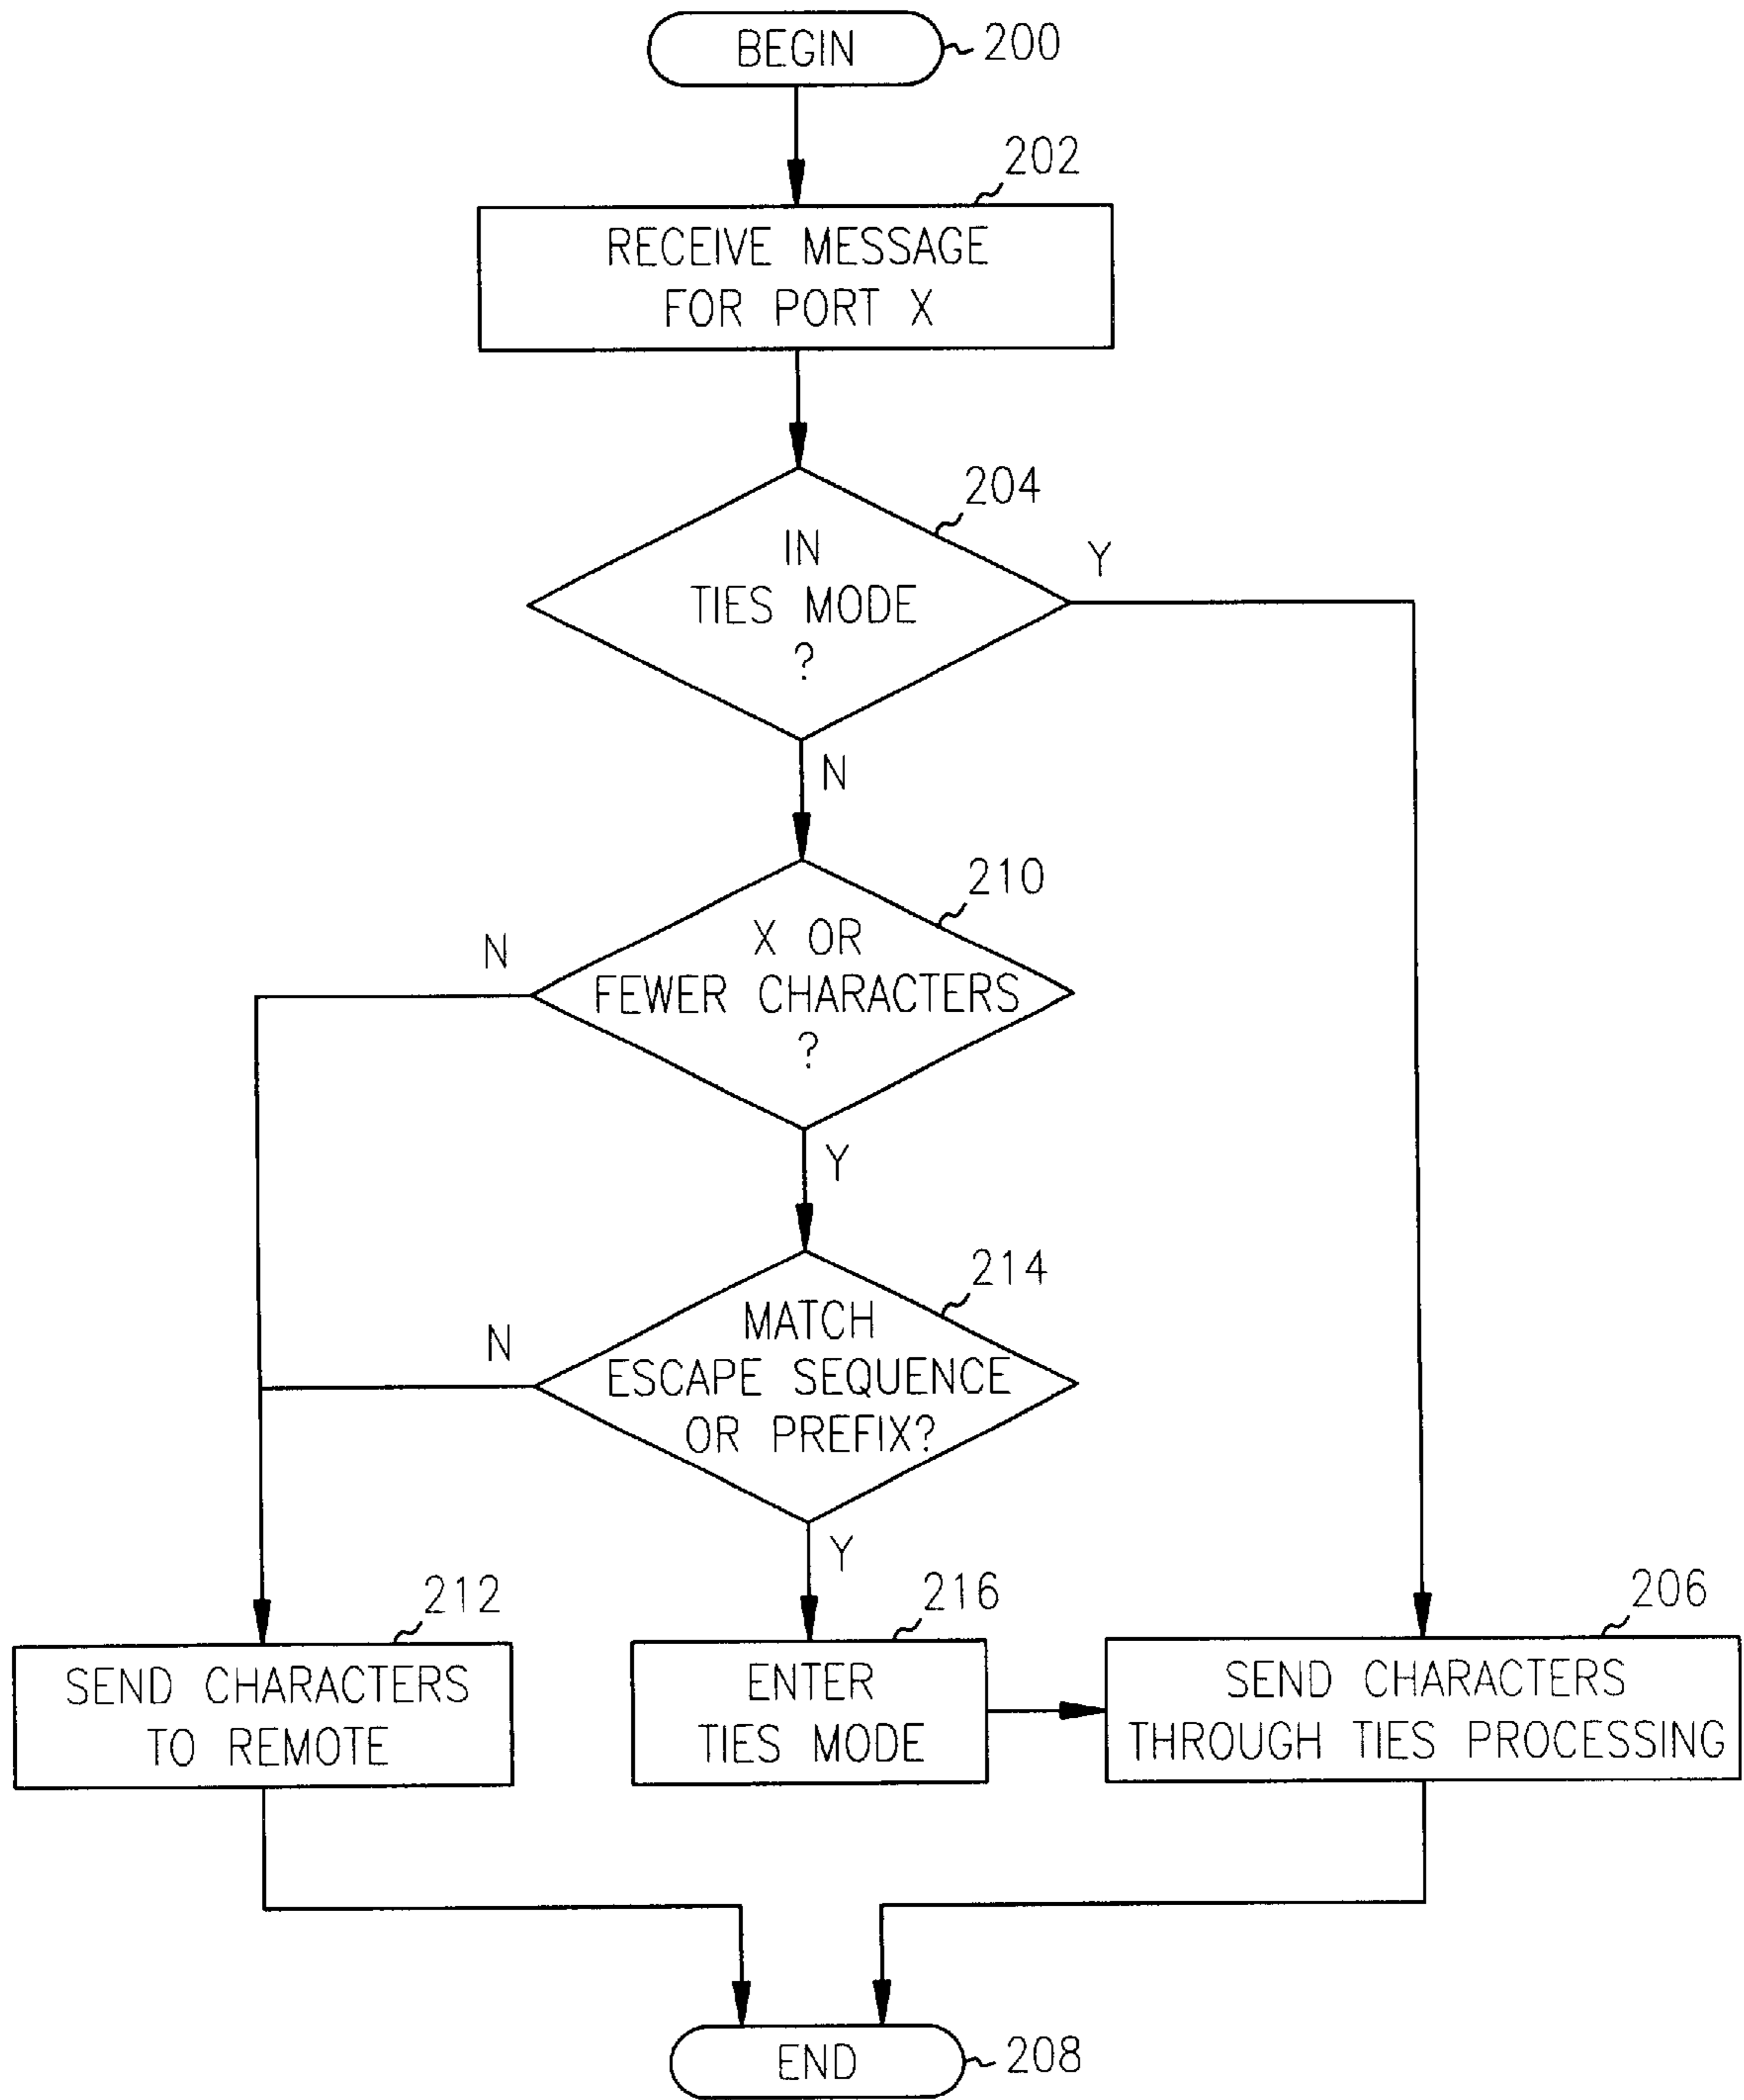 BEGIN
200
202
RECEIVE MESSAGE
FOR PORT X
204
IN
TIES MODE
?
Y
N
210
X OR
FEWER CHARACTERS
?
N
Y
214
MATCH
ESCAPE SEQUENCE
OR PREFIX?
N
Y
212
SEND CHARACTERS
TO REMOTE
216
ENTER
TIES MODE
206
SEND CHARACTERS
THROUGH TIES PROCESSING
END
208